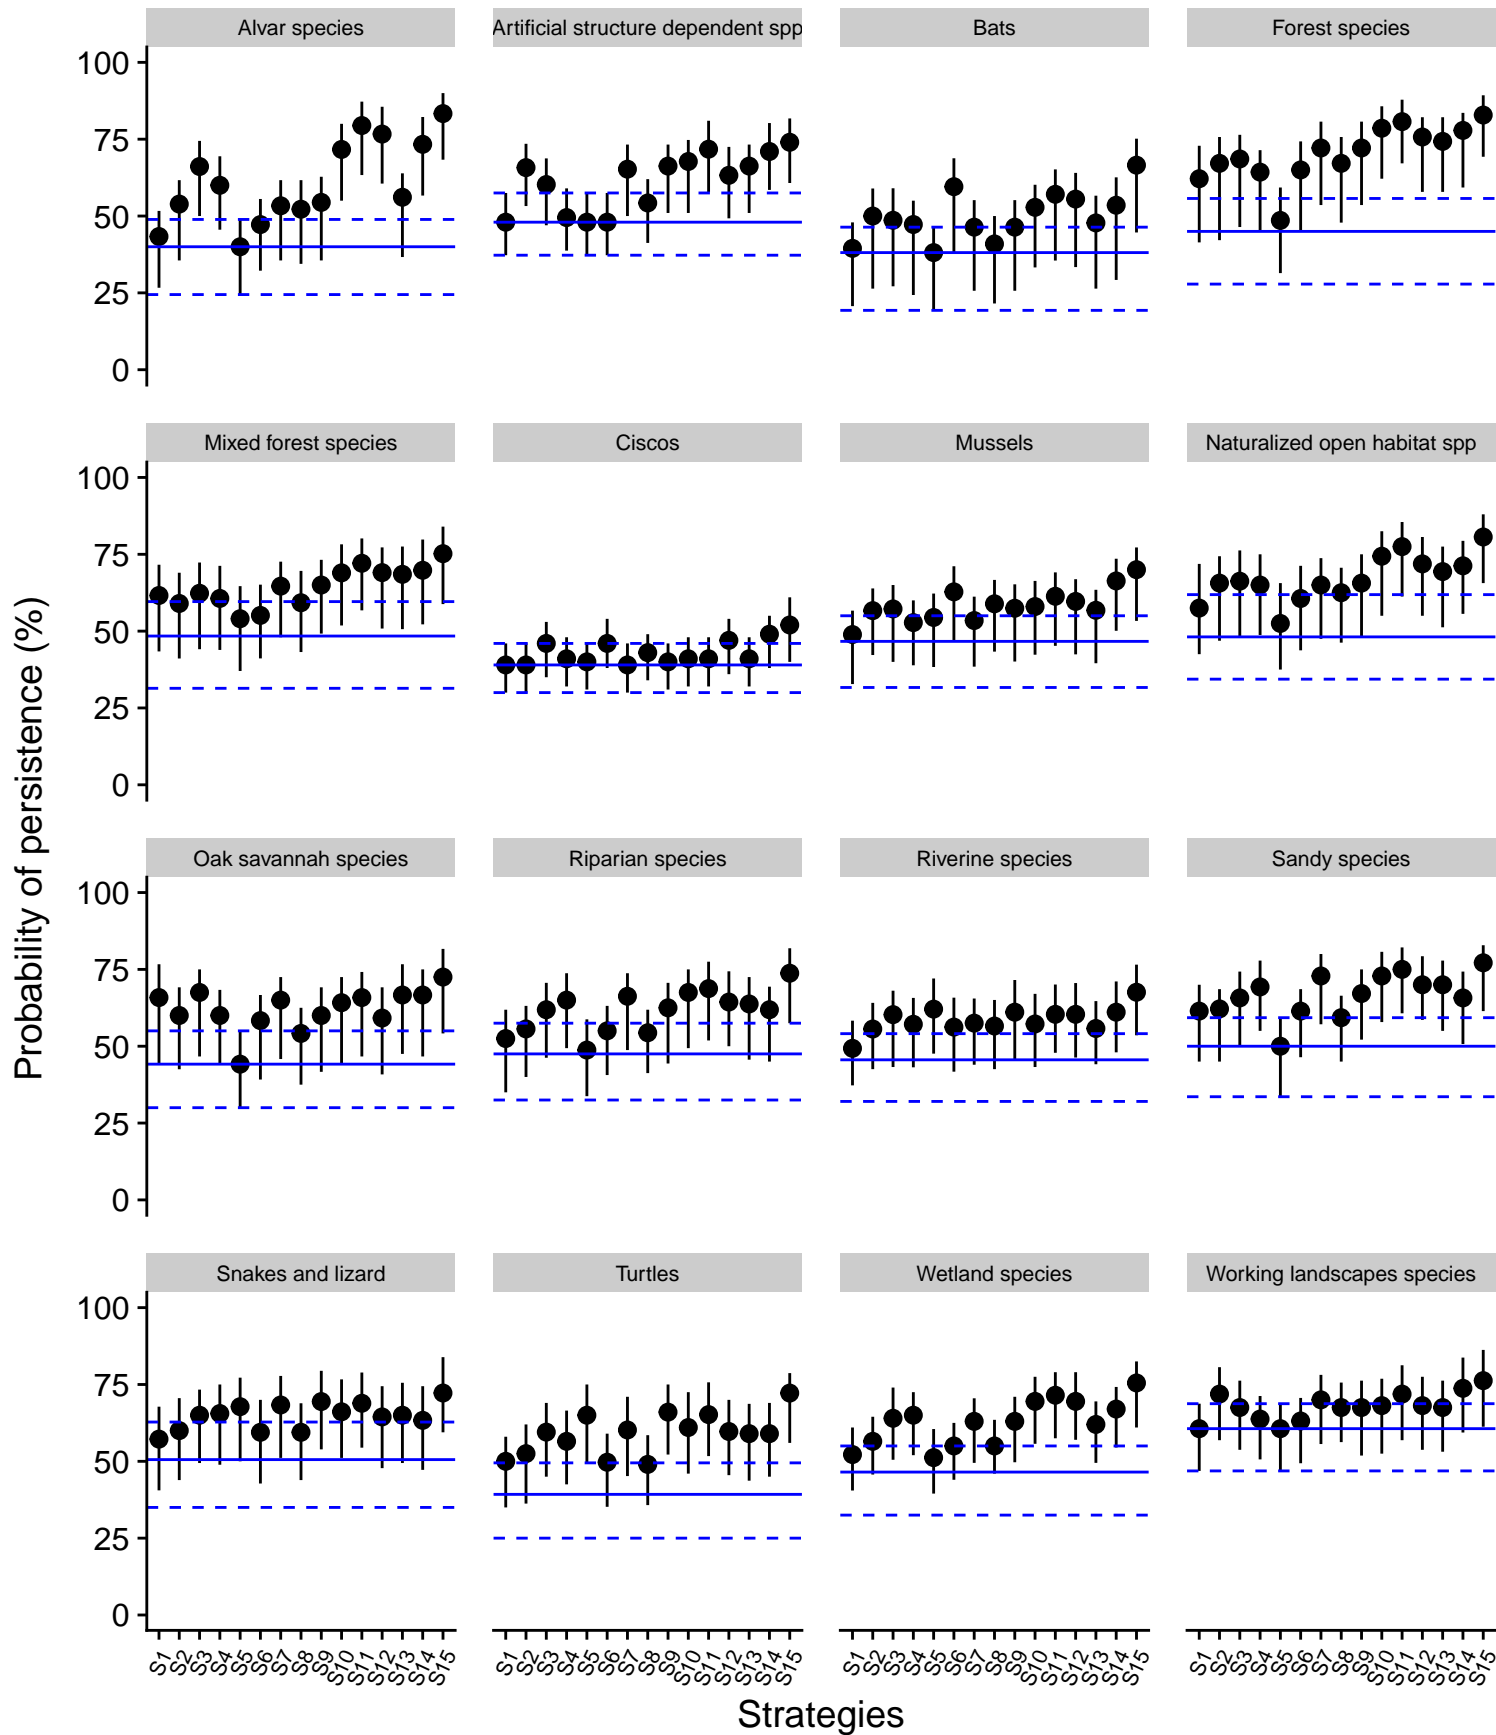 Alvar species
Artificial structure dependent spp
Bats
Forest species
100
75
50
25
0
Mixed forest species
Ciscos
Mussels
Naturalized open habitat spp
100
75
50
25
0
Probability of persistence (%)
Oak savannah species
Riparian species
Riverine species
Sandy species
100
75
50
25
0
Snakes and lizard
Turtles
Wetland species
Working landscapes species
100
75
50
25
0
S1 S2 S3 S4 S5 S6 S7 S8 S9 S10 S11 S12 S13 S14 S15
S1 S2 S3 S4 S5 S6 S7 S8 S9 S10 S11 S12 S13 S14 S15
S1 S2 S3 S4 S5 S6 S7 S8 S9 S10 S11 S12 S13 S14 S15
S1 S2 S3 S4 S5 S6 S7 S8 S9 S10 S11 S12 S13 S14 S15
Strategies